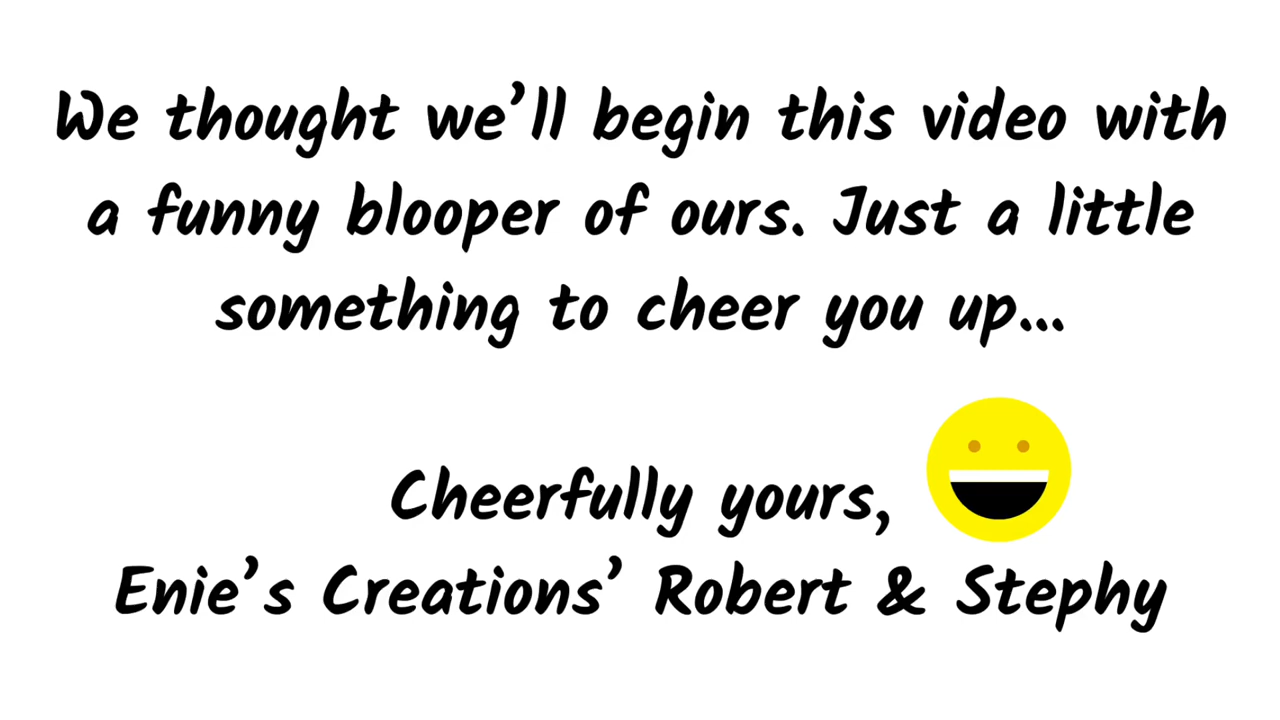 We thought we’ll begin this video with
a funny blooper of ours. Just a little
something to cheer you up...
Cheerfully yours,
Enie’s Creations’ Robert & Stephy